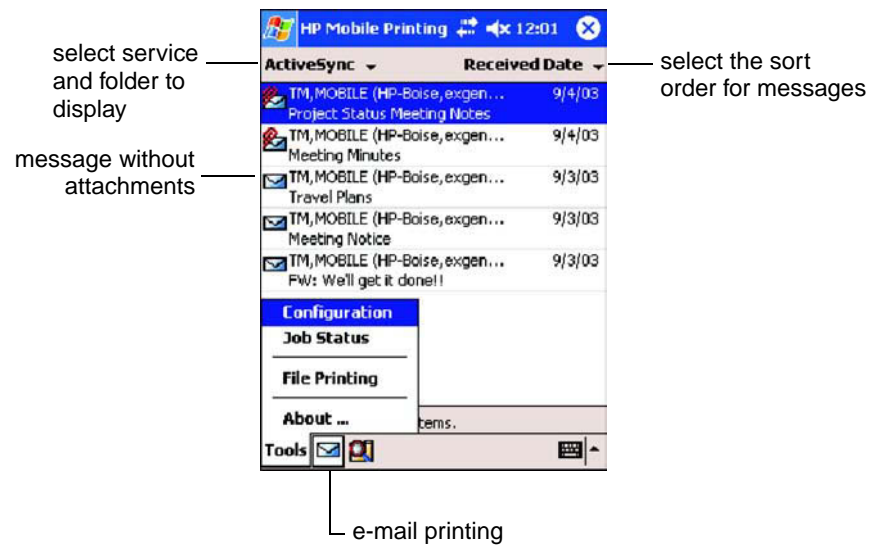 HP Mobile Printing 12:01
select service
and folder to
display
ActiveSync Received Date
select the sort
order for messages
TM,MOBILE (HP-Boise,exgen... 9/4/03
Project Status Meeting Notes
TM,MOBILE (HP-Boise,exgen... 9/4/03
Meeting Minutes
message without
attachments
TM,MOBILE (HP-Boise,exgen... 9/3/03
Travel Plans
TM,MOBILE (HP-Boise,exgen... 9/3/03
Meeting Notice
TM,MOBILE (HP-Boise,exgen... 9/3/03
FW: We'll get it done!!
Configuration
Job Status
File Printing
About ...
tems.
Tools
e-mail printing